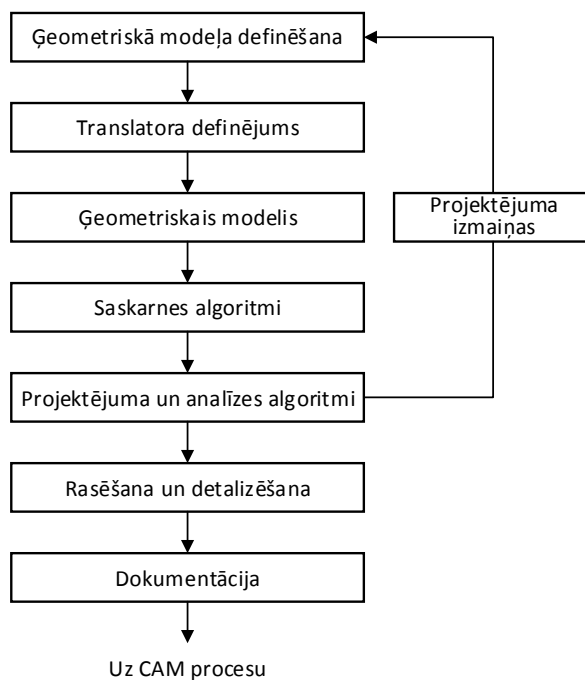 Ģeometriskā modeļa definēšana
Translatora definējums
Ģeometriskais modelis
Projektējuma
izmaiņas
Saskarnes algoritmi
Projektējuma un analīzes algoritmi
Rasēšana un detalizēšana
Dokumentācija
Uz CAM procesu